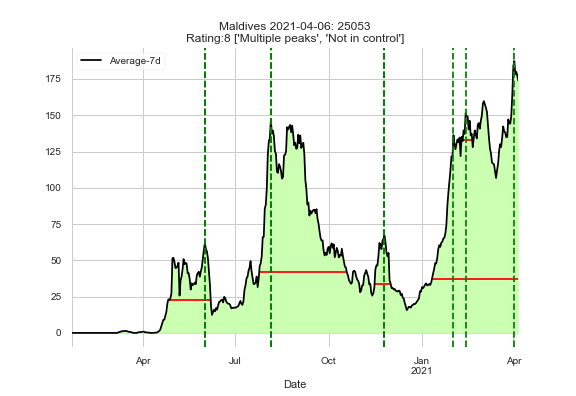 Maldives 2021-04-06: 25053
Rating:8 ['Multiple peaks', 'Not in control']
Average-7d
175
150
125
100
75
50
25
0
Apr
Jul
Oct
Jan
2021
Apr
Date